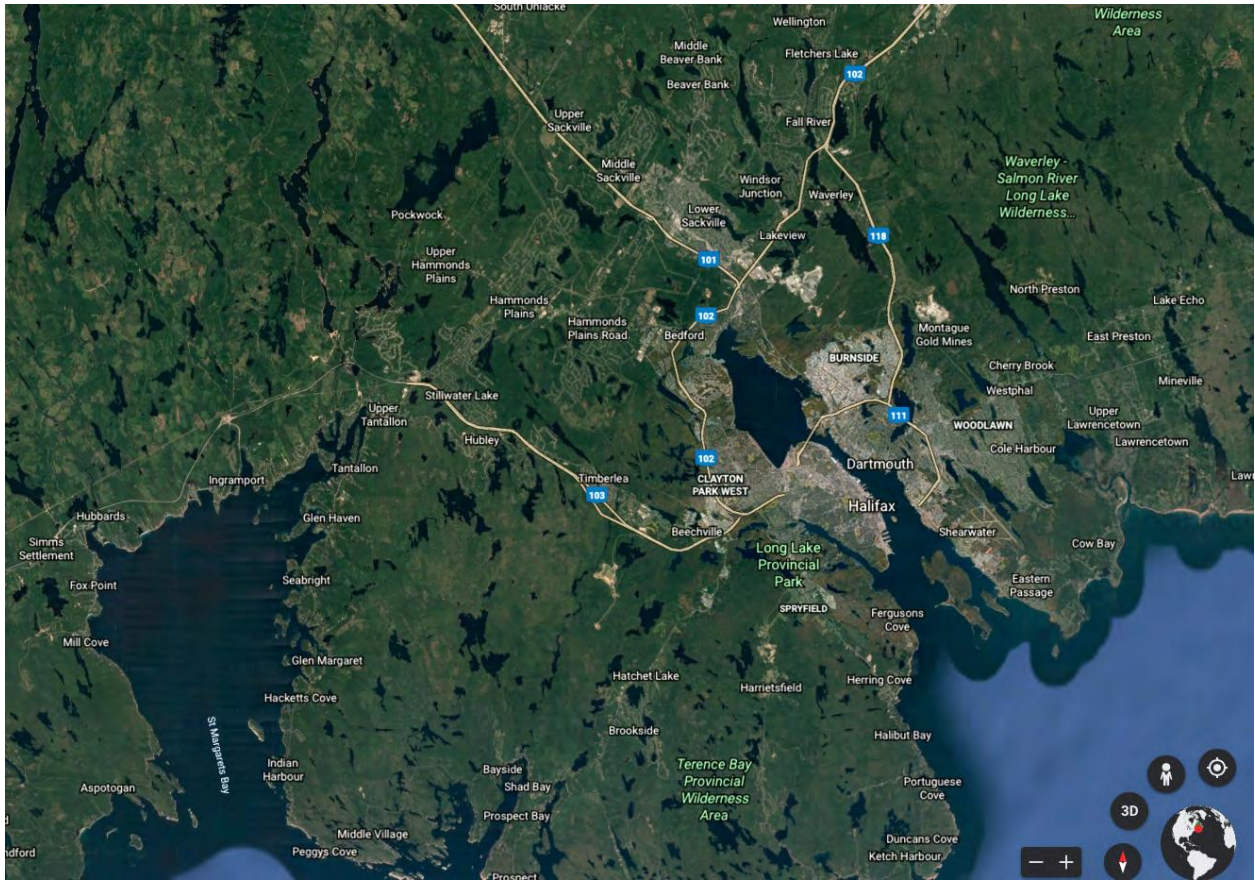 South Uniacke
Wellington
Wilderness
Area
Middle
Beaver Bank
Fletchers Lake
102
Beaver Bank
Upper
Sackville
Fall River
Middle
Sackville
Waverley -
Salmon River
Long Lake
Wilderness...
Windsor
Junction
Waverley
Pockwock
Lower
Sackville
Lakeview
118
Upper
Hammonds
Plains
101
North Preston
Hammonds
Plains
Lake Echo
102
Hammonds
Plains Road
Bedford
Montague
Gold Mines
East Preston
BURNSIDE
Cherry Brook
Mineville
Westphal
Stillwater Lake
Upper
Tantallon
111
Upper
Lawrencetown
WOODLAWN
Hubley
Cole Harbour
Lawrencetown
102
Tantallon
Dartmouth
Ingramport
Timberlea
CLAYTON
PARK WEST
Law
103
Halifax
Hubbards
Glen Haven
Beechville
Shearwater
Simms
Settlement
Cow Bay
Long Lake
Provincial
Park
Fox Point
Seabright
Eastern
Passage
SPRYFIELD
Fergusons
Cove
Mill Cove
Glen Margaret
Hatchet Lake
Harrietsfield
Herring Cove
Hacketts Cove
Brookside
Halibut Bay
St Margarets Bay
Indian
Harbour
Bayside
Terence Bay
Provincial
Wilderness
Area
Aspotogan
Shad Bay
Portuguese
Cove
3D
Prospect Bay
Middle Village
Duncans Cove
Peggys Cove
Ketch Harbour
ndford
Prospect